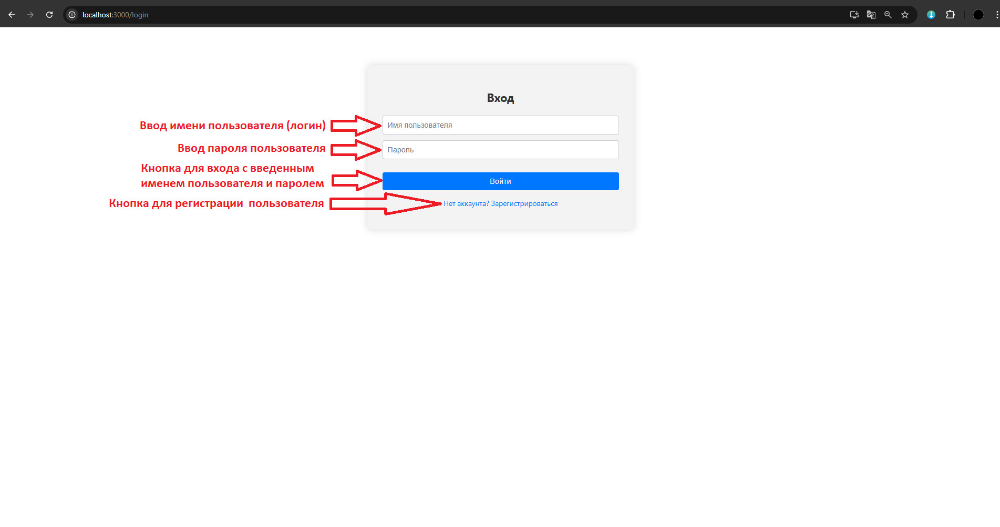 localhost:3000/login
Вход
Ввод имени пользователя (логин)
Имя пользователя
Ввод пароля пользователя
Пароль
Кнопка для входа с введенным
именем пользователя и паролем
Войти
Кнопка для регистрации  пользователя
Нет аккаунта? Зарегистрироваться